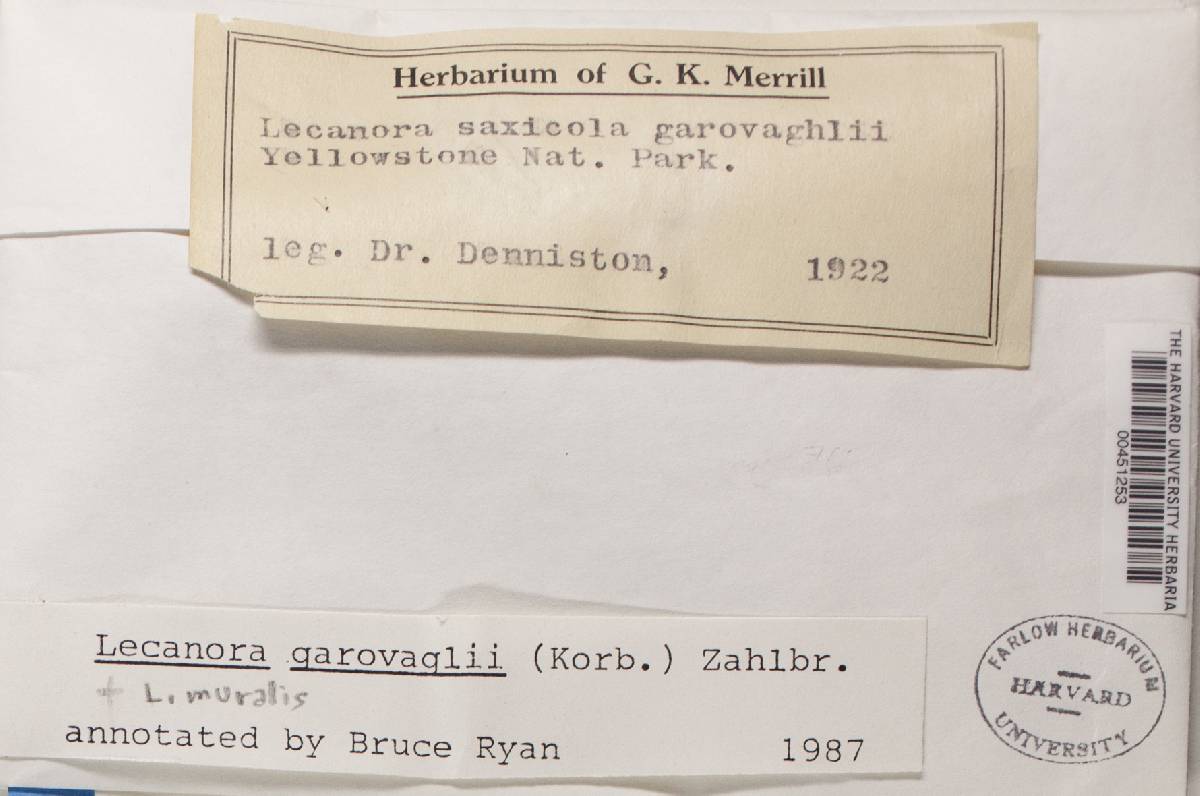 Herbarium of G. K. Merrill
Lecanora saxicola garovaghlii
Yellowstone Nat. Park.
leg. Dr. Denniston, 1922
THE HARVARD UNIVERSITY HERBARIA
00451253
Lecanora garovaglii (Korb.) Zahlbr.
+ L. muralis
annotated by Bruce Ryan 1987
FARLOW HERBARIUM
HARVARD
UNIVERSITY